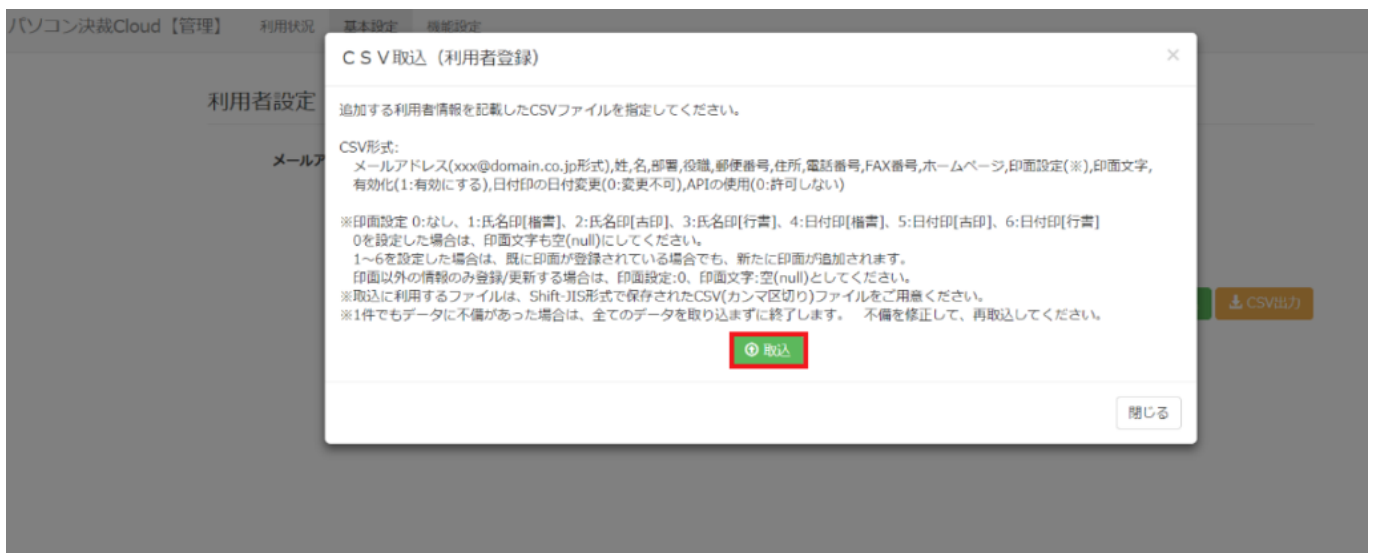 パソコン決裁Cloud【管理】 利用状況 基本設定 機能設定
CSV取込（利用者登録） ×
利用者設定
追加する利用者情報を記載したCSVファイルを指定してください。
CSV形式:
メールア
メールアドレス(xxx@domain.co.jp形式),姓,名,部署,役職,郵便番号,住所,電話番号,FAX番号,ホームページ,印面設定(※),印面文字,
有効化(1:有効にする),日付印の日付変更(0:変更不可),APIの使用(0:許可しない)
※印面設定 0:なし、1:氏名印[楷書]、2:氏名印[古印]、3:氏名印[行書]、4:日付印[楷書]、5:日付印[古印]、6:日付印[行書]
0を設定した場合は、印面文字も空(null)にしてください。
1～6を設定した場合は、既に印面が登録されている場合でも、新たに印面が追加されます。
印面以外の情報のみ登録/更新する場合は、印面設定:0、印面文字:空(null)としてください。
※取込に利用するファイルは、Shift-JIS形式で保存されたCSV(カンマ区切り)ファイルをご用意ください。
※1件でもデータに不備があった場合は、全てのデータを取り込まずに終了します。 不備を修正して、再取込してください。
CSV出力
取込
閉じる